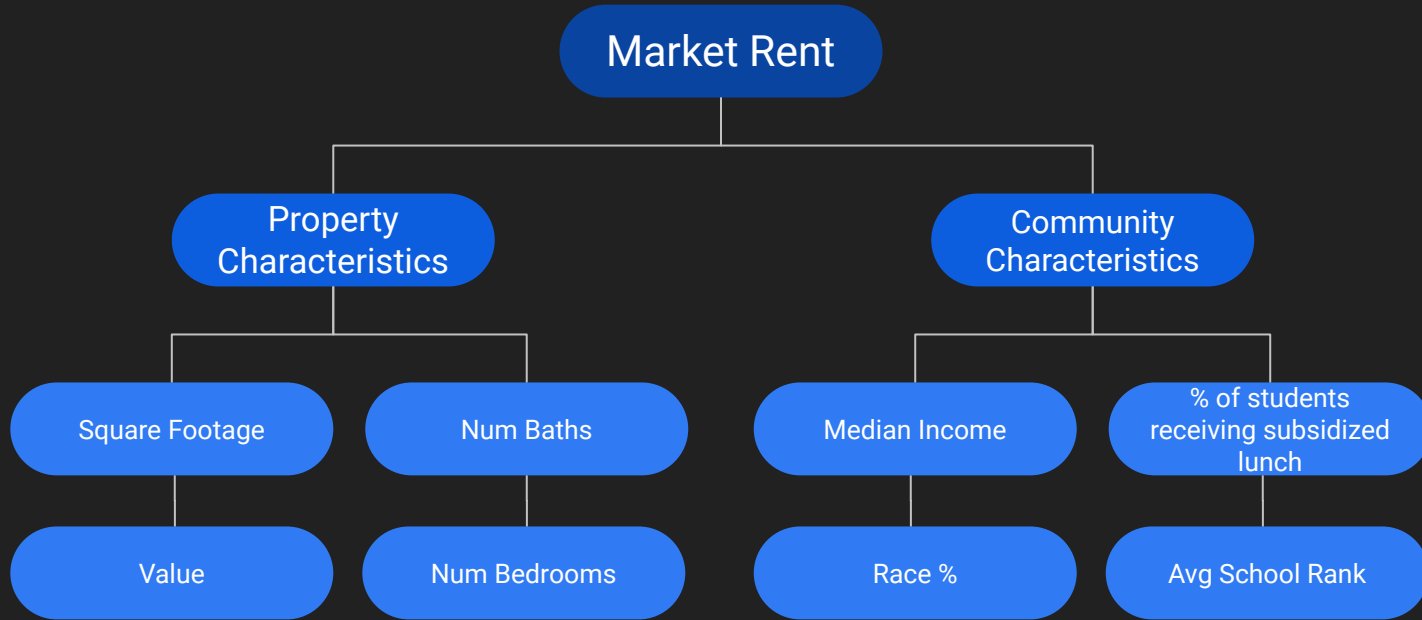 Market Rent
Property
Characteristics
Community
Characteristics
Square Footage
Num Baths
Median Income
% of students
receiving subsidized
lunch
Value
Num Bedrooms
Race %
Avg School Rank